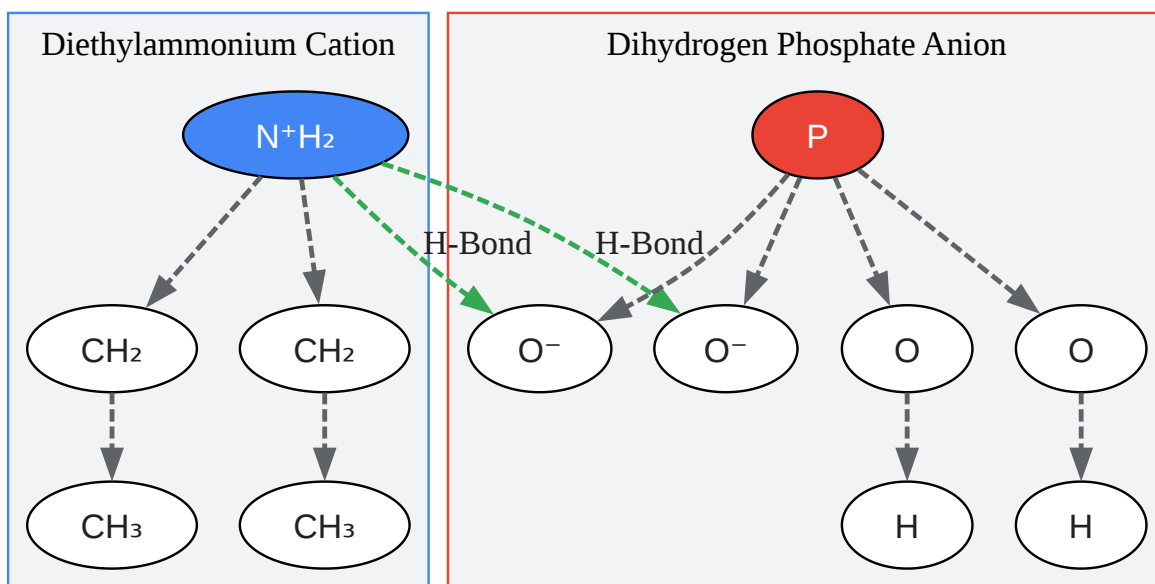 Diethylammonium Cation
Dihydrogen Phosphate Anion
N⁺H₂
P
H-Bond
H-Bond
CH₂
CH₂
O⁻
O⁻
O
O
CH₃
CH₃
H
H